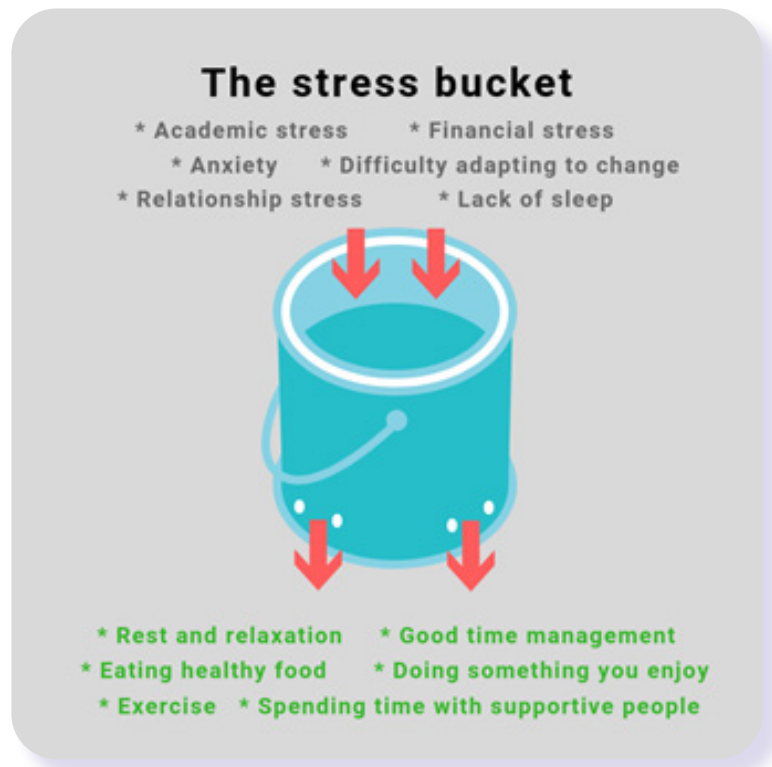 The stress bucket
* Academic stress * Financial stress
* Anxiety * Difficulty adapting to change
* Relationship stress * Lack of sleep
* Rest and relaxation * Good time management
* Eating healthy food * Doing something you enjoy
* Exercise * Spending time with supportive people